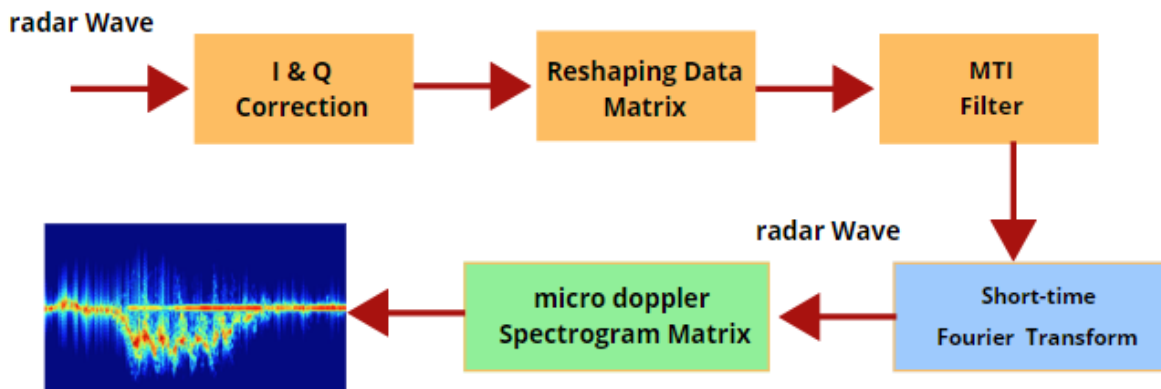 radar Wave
I & Q
Correction
Reshaping Data
Matrix
MTI
Filter
radar Wave
micro doppler
Spectrogram Matrix
Short-time
Fourier Transform